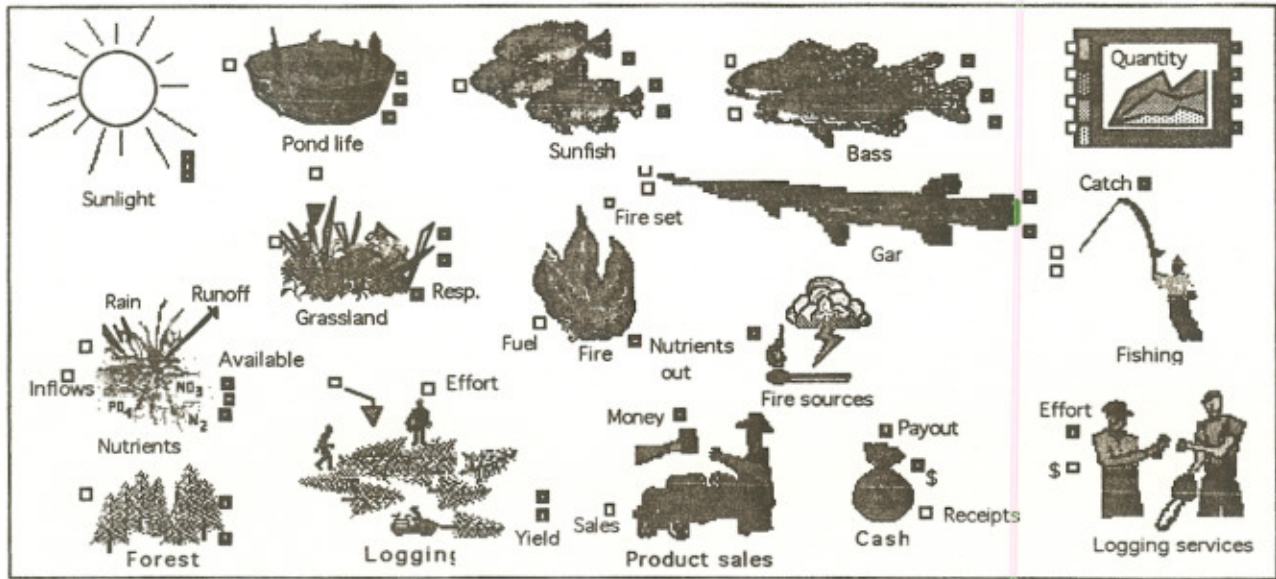 Quantity
Pond life
Sunfish
Bass
Sunlight
Catch
Fire set
Gar
Resp.
Rain
Runoff
Grassland
Fuel
Fire
Nutrients
out
Fishing
Available
Inflows
NO3
PO4
N2
Effort
Fire sources
Nutrients
Money
Payout
Effort
$
$
Sales
Receipts
Yield
Forest
Logging
Product sales
Cash
Logging services